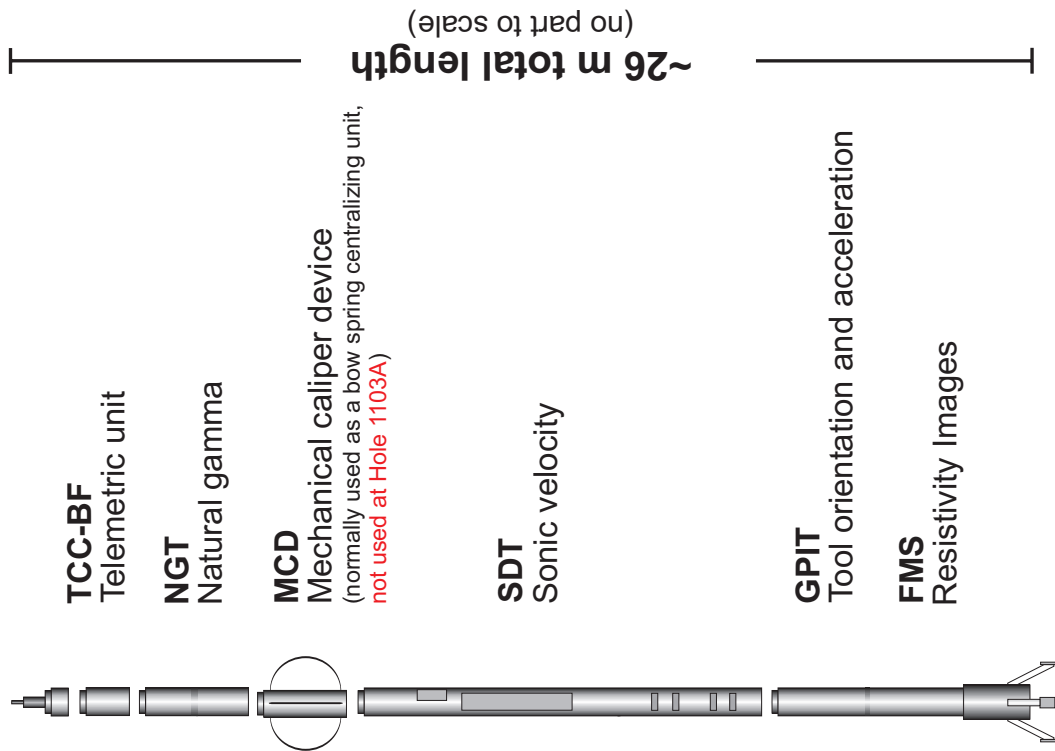 TCC-BF
Telemetric unit
NGT
Natural gamma
MCD
Mechanical caliper device
(normally used as a bow spring centralizing unit,
not used at Hole 1103A)
SDT
Sonic velocity
GPIT
Tool orientation and acceleration
FMS
Resistivity Images
~26 m total length
(no part to scale)